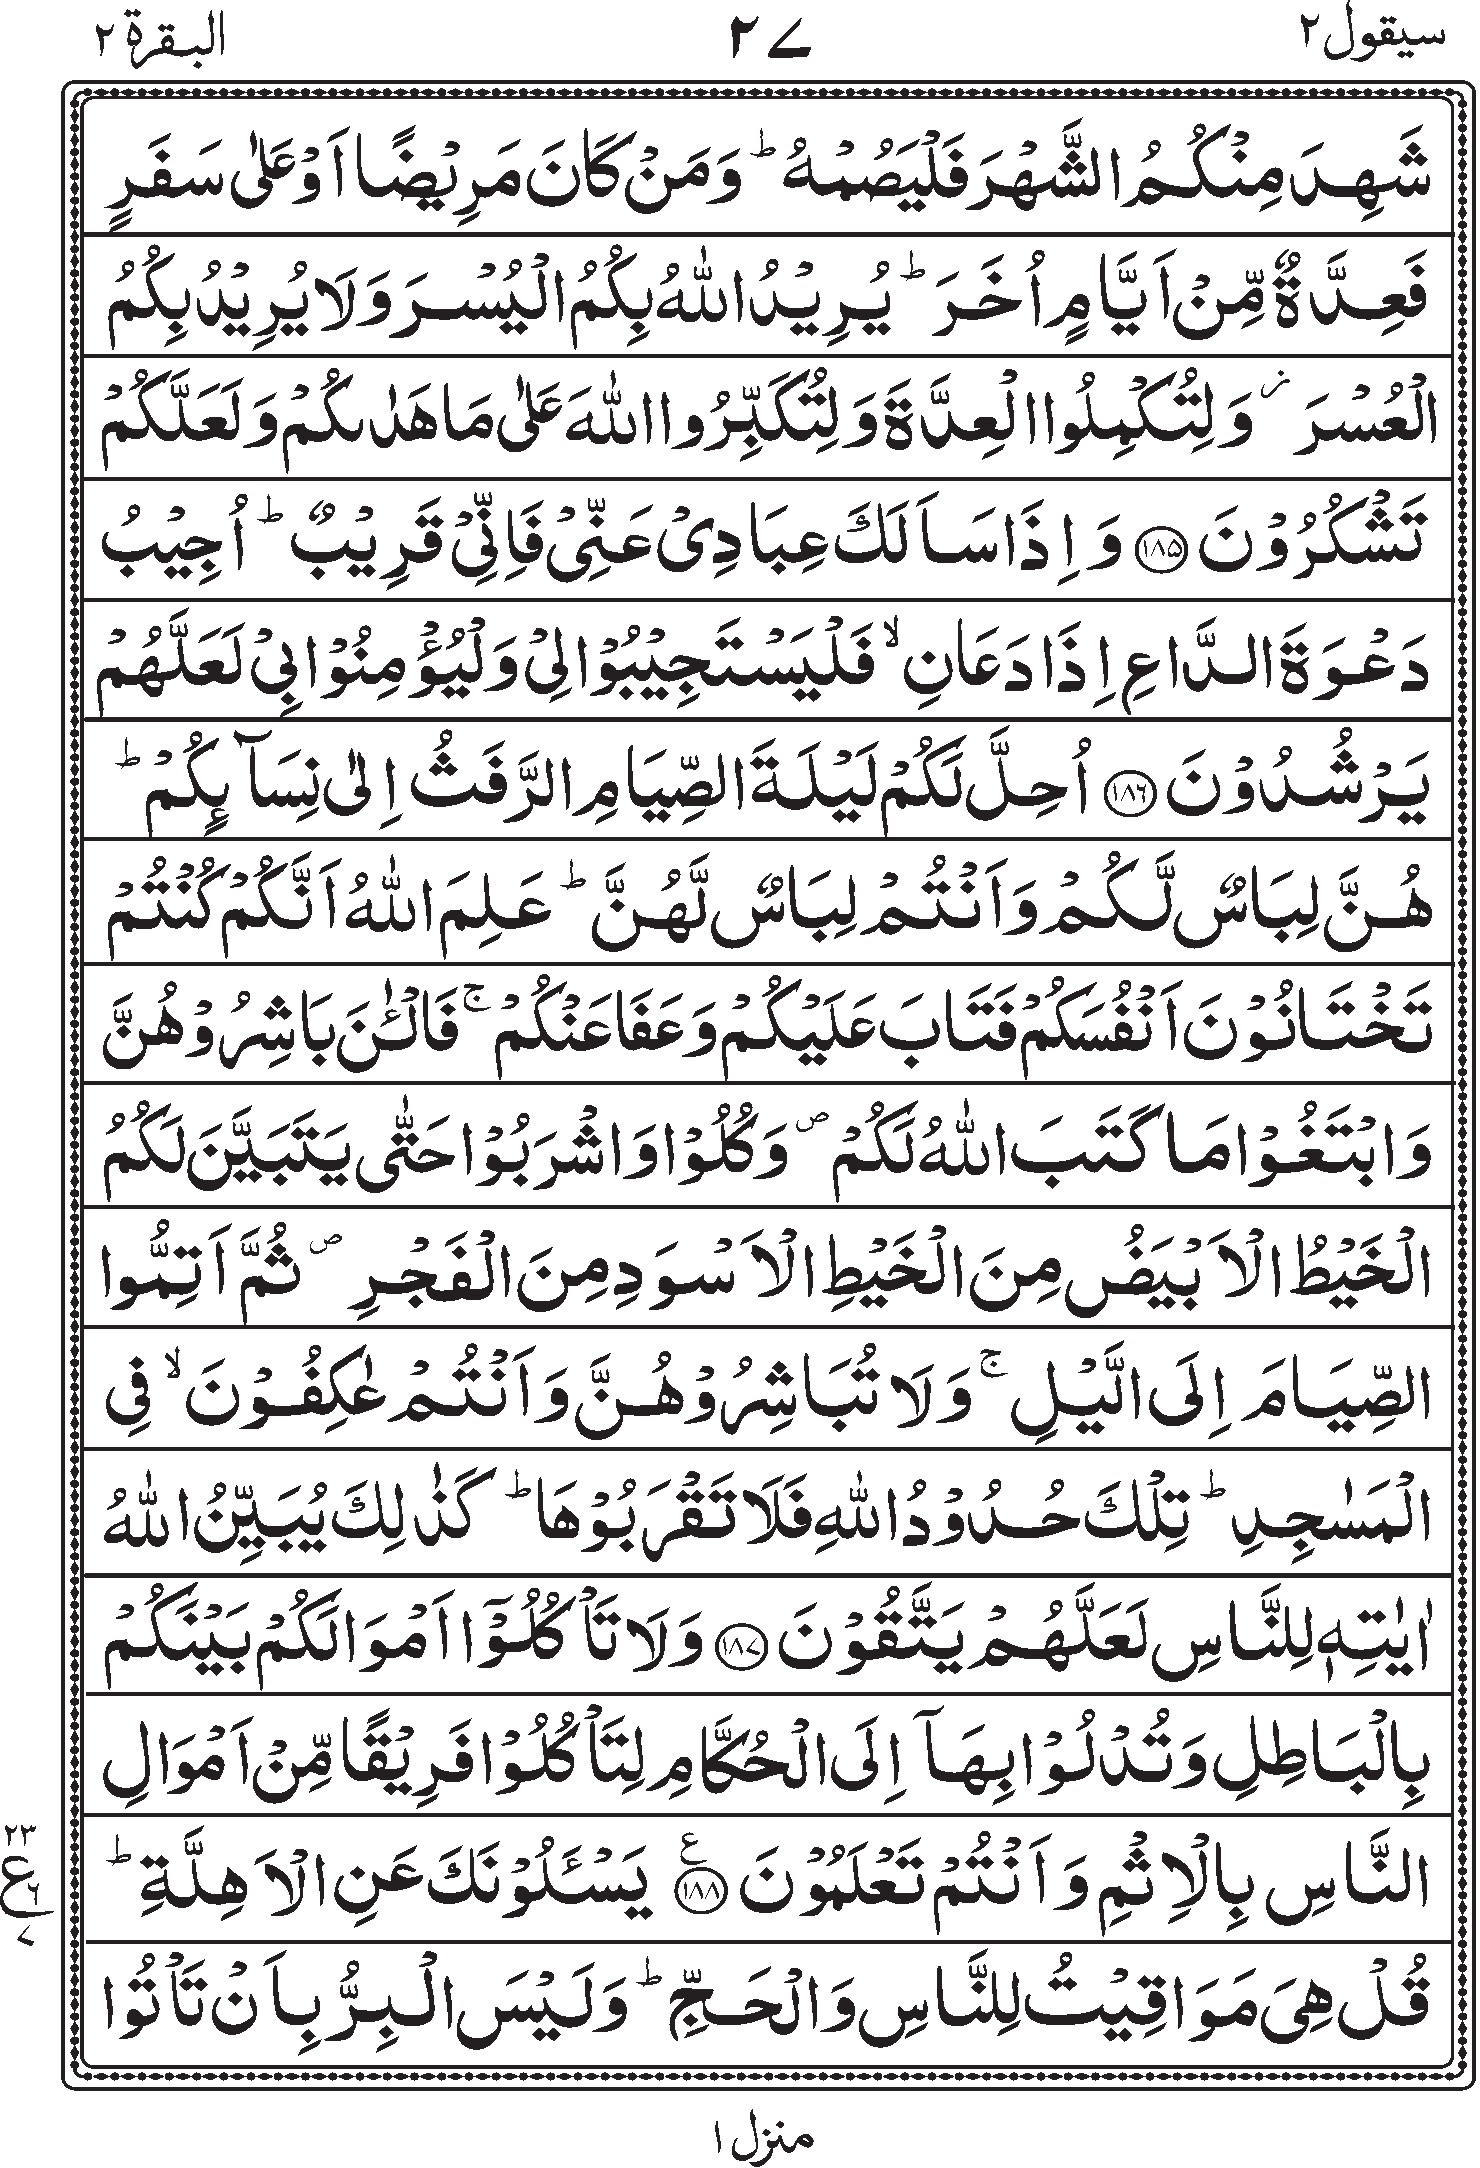 سيقول ٢
٢٧
البقرة ٢
شَهِدَ مِنْكُمُ الشَّهْرَ فَلْيَصُمْهُ ؕ وَمَنْ كَانَ مَرِيْضًا اَوْ عَلٰى سَفَرٍ
فَعِدَّةٌ مِّنْ اَيَّامٍ اُخَرَ ؕ يُرِيْدُ اللّٰهُ بِكُمُ الْيُسْرَ وَلَا يُرِيْدُ بِكُمُ
الْعُسْرَ ؗ وَلِتُكْمِلُوا الْعِدَّةَ وَلِتُكَبِّرُوا اللّٰهَ عَلٰى مَا هَدٰىكُمْ وَلَعَلَّكُمْ
تَشْكُرُوْنَ ﴿۱۸۵﴾ وَاِذَا سَاَلَكَ عِبَادِىْ عَنِّىْ فَاِنِّىْ قَرِيْبٌ ؕ اُجِيْبُ
دَعْوَةَ الدَّاعِ اِذَا دَعَانِ ۙ فَلْيَسْتَجِيْبُوْا لِىْ وَلْيُؤْمِنُوْا بِىْ لَعَلَّهُمْ
يَرْشُدُوْنَ ﴿۱۸۶﴾ اُحِلَّ لَكُمْ لَيْلَةَ الصِّيَامِ الرَّفَثُ اِلٰى نِسَآئِكُمْ ؕ
هُنَّ لِبَاسٌ لَّكُمْ وَاَنْتُمْ لِبَاسٌ لَّهُنَّ ؕ عَلِمَ اللّٰهُ اَنَّكُمْ كُنْتُمْ
تَخْتَانُوْنَ اَنْفُسَكُمْ فَتَابَ عَلَيْكُمْ وَعَفَا عَنْكُمْ ۚ فَالْـٰٔنَ بَاشِرُوْهُنَّ
وَابْتَغُوْا مَا كَتَبَ اللّٰهُ لَكُمْ ۪ وَكُلُوْا وَاشْرَبُوْا حَتّٰى يَتَبَيَّنَ لَكُمُ
الْخَيْطُ الْاَبْيَضُ مِنَ الْخَيْطِ الْاَسْوَدِ مِنَ الْفَجْرِ ۪ ثُمَّ اَتِمُّوا
الصِّيَامَ اِلَى الَّيْلِ ۚ وَلَا تُبَاشِرُوْهُنَّ وَاَنْتُمْ عٰكِفُوْنَ ۙ فِى
الْمَسٰجِدِ ؕ تِلْكَ حُدُوْدُ اللّٰهِ فَلَا تَقْرَبُوْهَا ؕ كَذٰلِكَ يُبَيِّنُ اللّٰهُ
اٰيٰتِهٖ لِلنَّاسِ لَعَلَّهُمْ يَتَّقُوْنَ ﴿۱۸۷﴾ وَلَا تَاْكُلُوْٓا اَمْوَالَكُمْ بَيْنَكُمْ
بِالْبَاطِلِ وَتُدْلُوْا بِهَآ اِلَى الْحُكَّامِ لِتَاْكُلُوْا فَرِيْقًا مِّنْ اَمْوَالِ
النَّاسِ بِالْاِثْمِ وَاَنْتُمْ تَعْلَمُوْنَ ﴿۱۸۸﴾ ع يَسْـَٔلُوْنَكَ عَنِ الْاَهِلَّةِ ؕ
٢٣
ع ٦
٧
قُلْ هِىَ مَوَاقِيْتُ لِلنَّاسِ وَالْحَجِّ ؕ وَلَيْسَ الْبِرُّ بِاَنْ تَاْتُوا
منزل ١